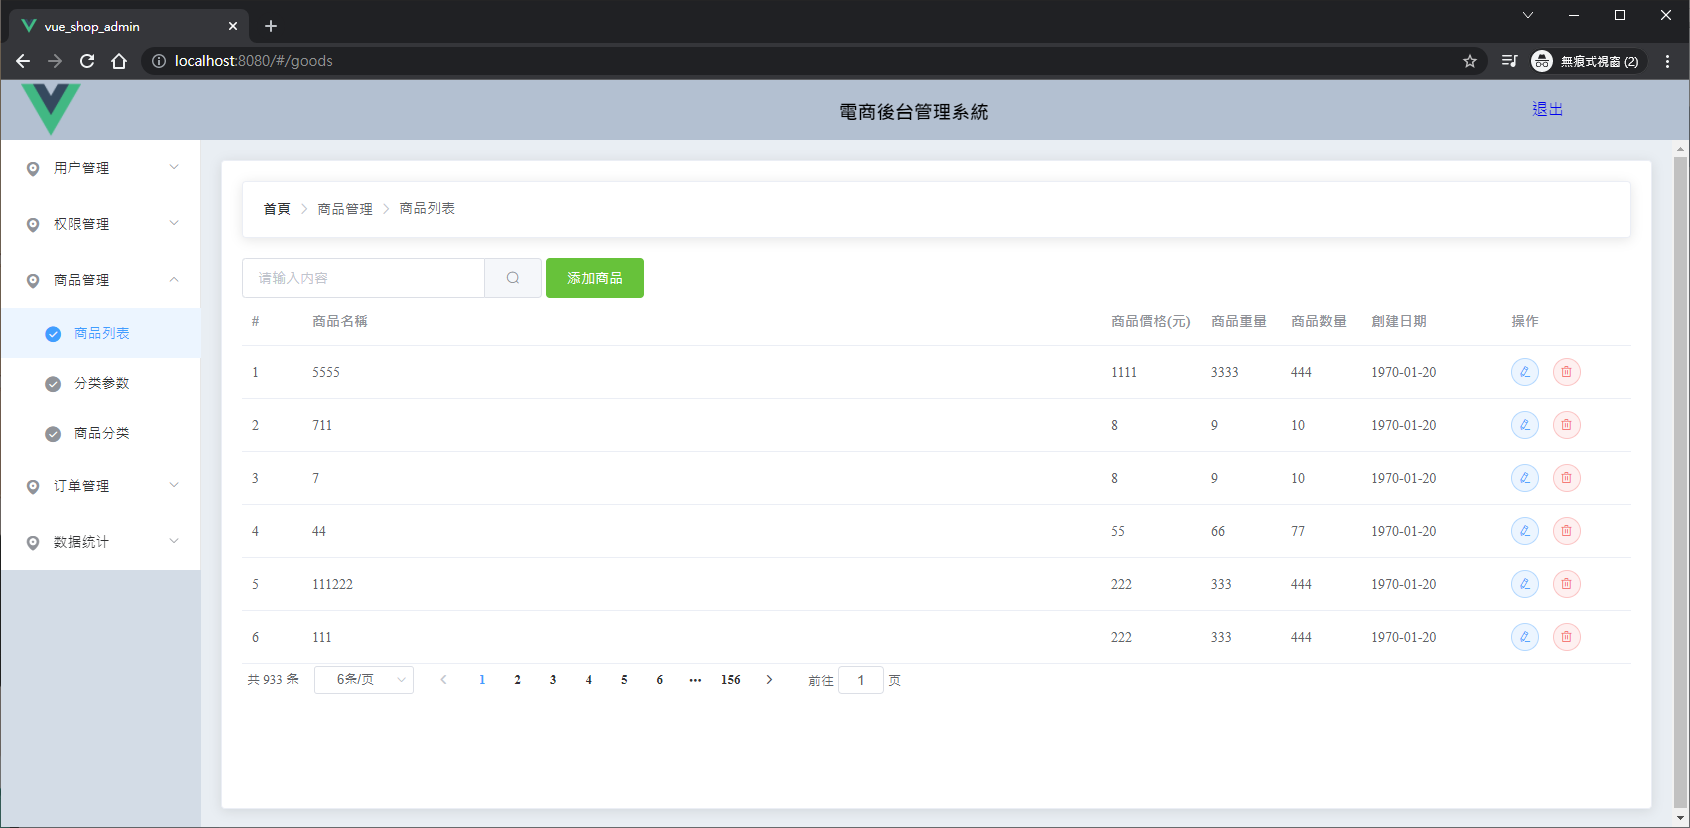 vue_shop_admin
localhost:8080/#/goods
無痕式視窗 (2)
電商後台管理系統
退出
用户管理
权限管理
商品管理
商品列表
分类参数
商品分类
订单管理
数据统计
首頁 商品管理 商品列表
请输入内容 添加商品
# 商品名稱 商品價格(元) 商品重量 商品数量 創建日期 操作
1 5555 1111 3333 444 1970-01-20
2 711 8 9 10 1970-01-20
3 7 8 9 10 1970-01-20
4 44 55 66 77 1970-01-20
5 111222 222 333 444 1970-01-20
6 111 222 333 444 1970-01-20
共 933 条 6条/页 1 2 3 4 5 6 ••• 156 前往 1 页